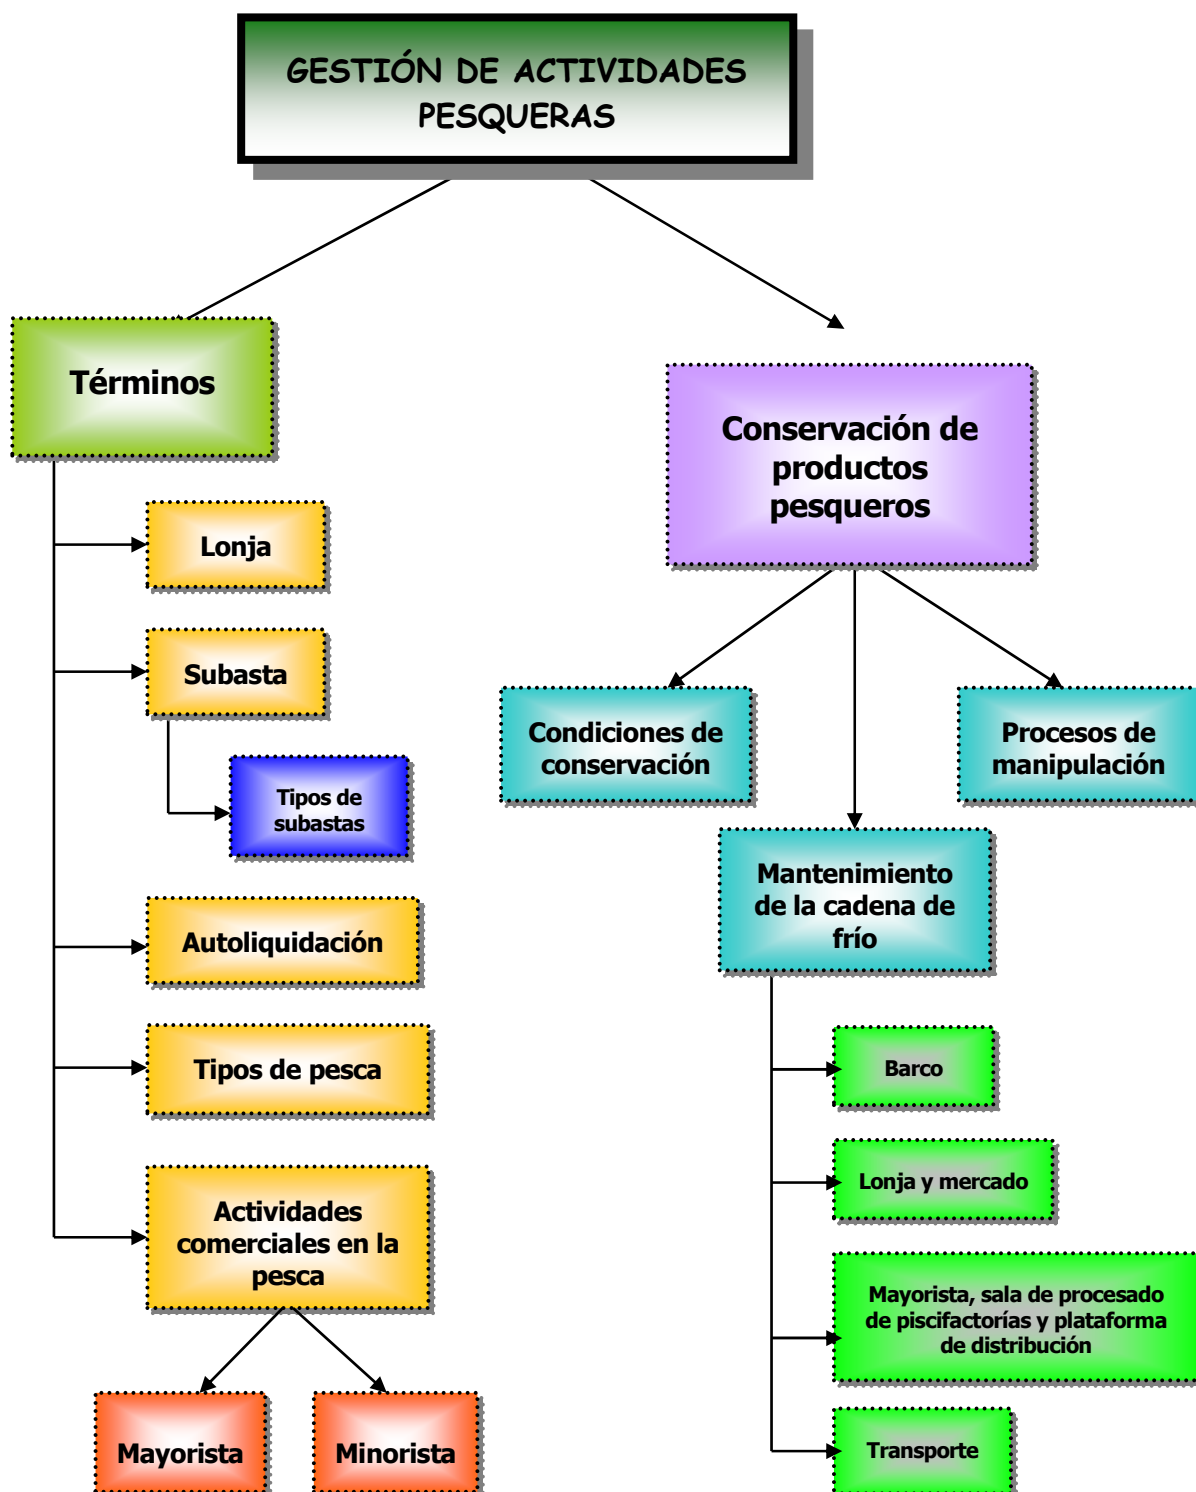 GESTIÓN DE ACTIVIDADES
PESQUERAS
Términos
Lonja
Subasta
Tipos de
subastas
Autoliquidación
Tipos de pesca
Actividades
comerciales en la
pesca
Mayorista
Minorista
Conservación de
productos
pesqueros
Condiciones de
conservación
Procesos de
manipulación
Mantenimiento
de la cadena de
frío
Barco
Lonja y mercado
Mayorista, sala de procesado
de piscifactorías y plataforma
de distribución
Transporte